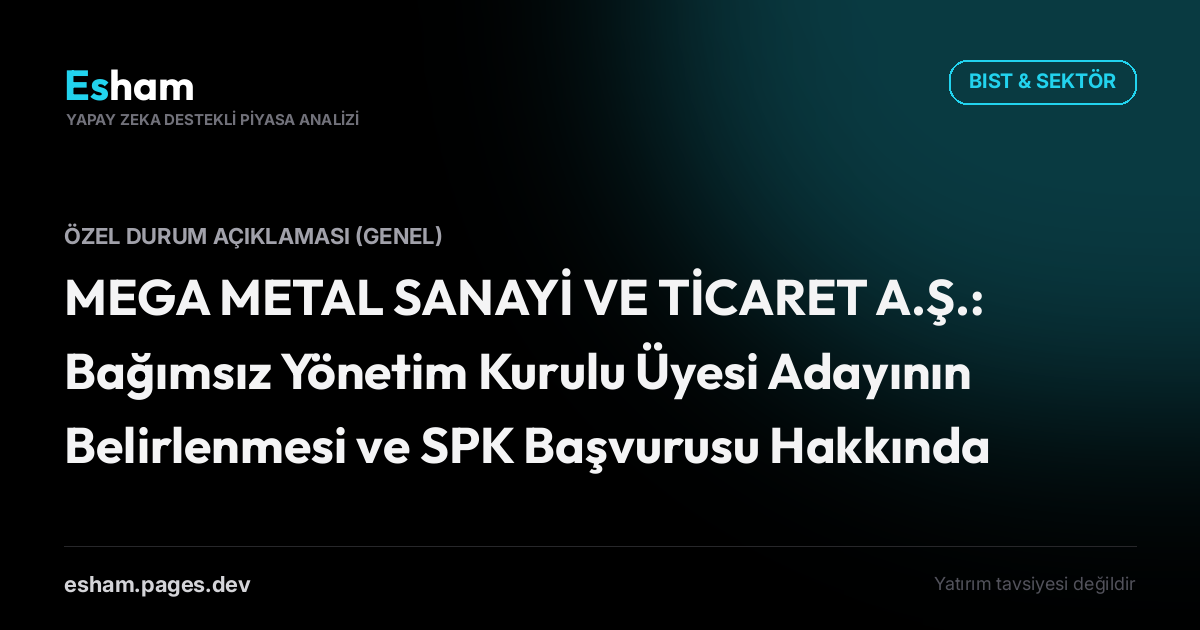 Esham
BIST & SEKTÖR
YAPAY ZEKA DESTEKLİ PİYASA ANALİZİ
ÖZEL DURUM AÇIKLAMASI (GENEL)
MEGA METAL SANAYİ VE TİCARET A.Ş.:
Bağımsız Yönetim Kurulu Üyesi Adayının
Belirlenmesi ve SPK Başvurusu Hakkında
esham.pages.dev
Yatırım tavsiyesi değildir